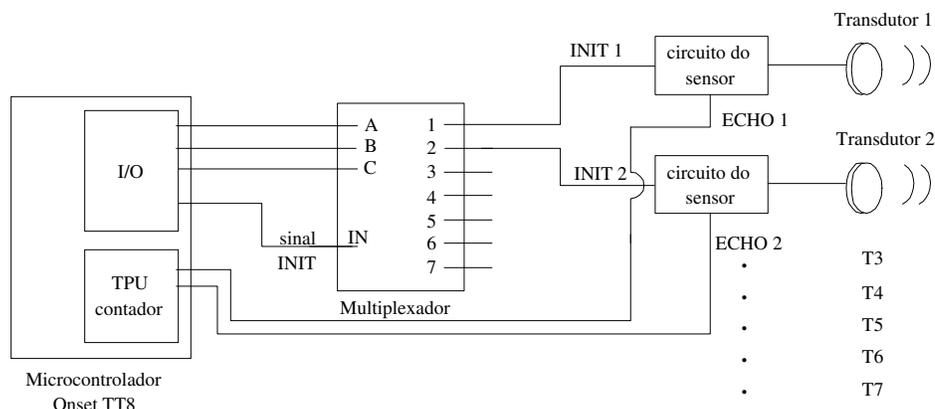 Transdutor 1
INIT 1
circuito do
sensor
ECHO 1
A
B
C
IN
1
2
3
4
5
6
7
I/O
sinal
INIT
Transdutor 2
INIT 2
circuito do
sensor
ECHO 2
TPU
contador
Multiplexador
T3
T4
T5
T6
T7
Microcontrolador
Onset TT8